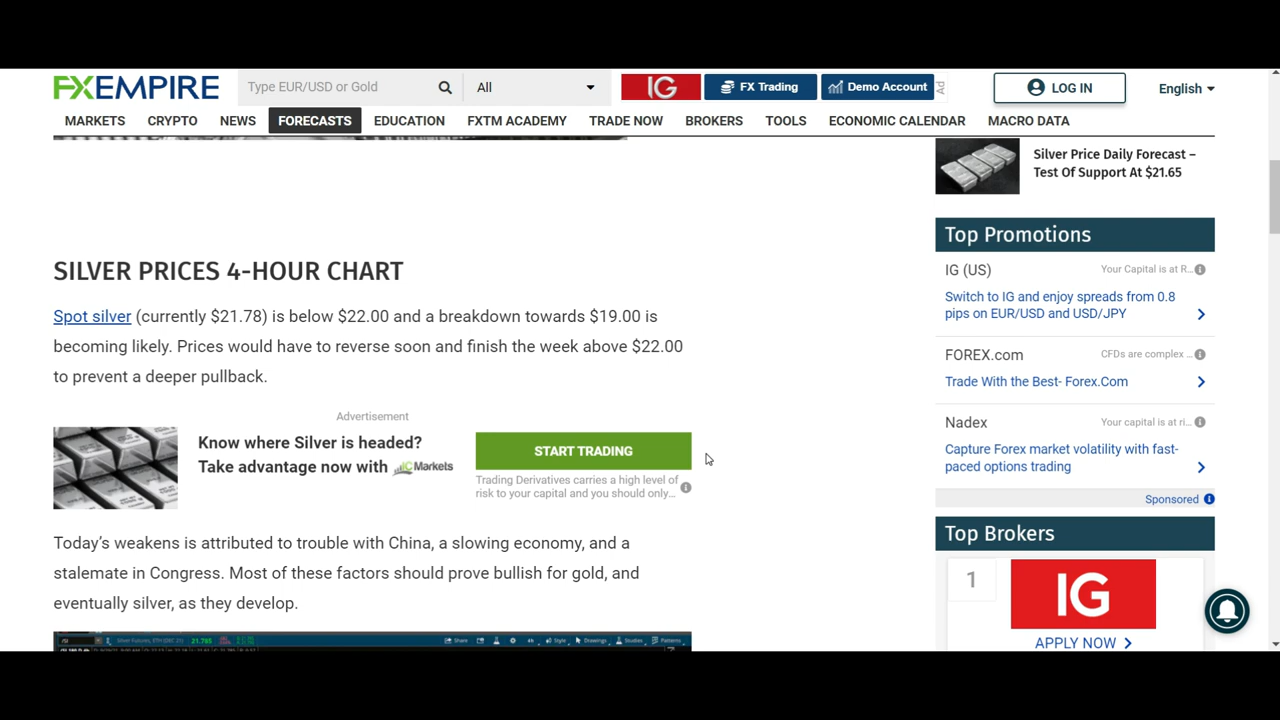 FXEMPIRE
Type EUR/USD or Gold
All
IG
FX Trading
Demo Account
Ad
LOG IN
English
MARKETS CRYPTO NEWS FORECASTS EDUCATION FXTM ACADEMY TRADE NOW BROKERS TOOLS ECONOMIC CALENDAR MACRO DATA
Silver Price Daily Forecast –
Test Of Support At $21.65
SILVER PRICES 4-HOUR CHART
Spot silver (currently $21.78) is below $22.00 and a breakdown towards $19.00 is
becoming likely. Prices would have to reverse soon and finish the week above $22.00
to prevent a deeper pullback.
Advertisement
Know where Silver is headed?
Take advantage now with IC Markets
START TRADING
Trading Derivatives carries a high level of
risk to your capital and you should only...
Today’s weakens is attributed to trouble with China, a slowing economy, and a
stalemate in Congress. Most of these factors should prove bullish for gold, and
eventually silver, as they develop.
Share
Style
Drawings
Studies
Patterns
Top Promotions
IG (US)
Your Capital is at R...
Switch to IG and enjoy spreads from 0.8
pips on EUR/USD and USD/JPY
FOREX.com
CFDs are complex ...
Trade With the Best- Forex.Com
Nadex
Your capital is at ri...
Capture Forex market volatility with fast-
paced options trading
Sponsored
Top Brokers
1
IG
APPLY NOW